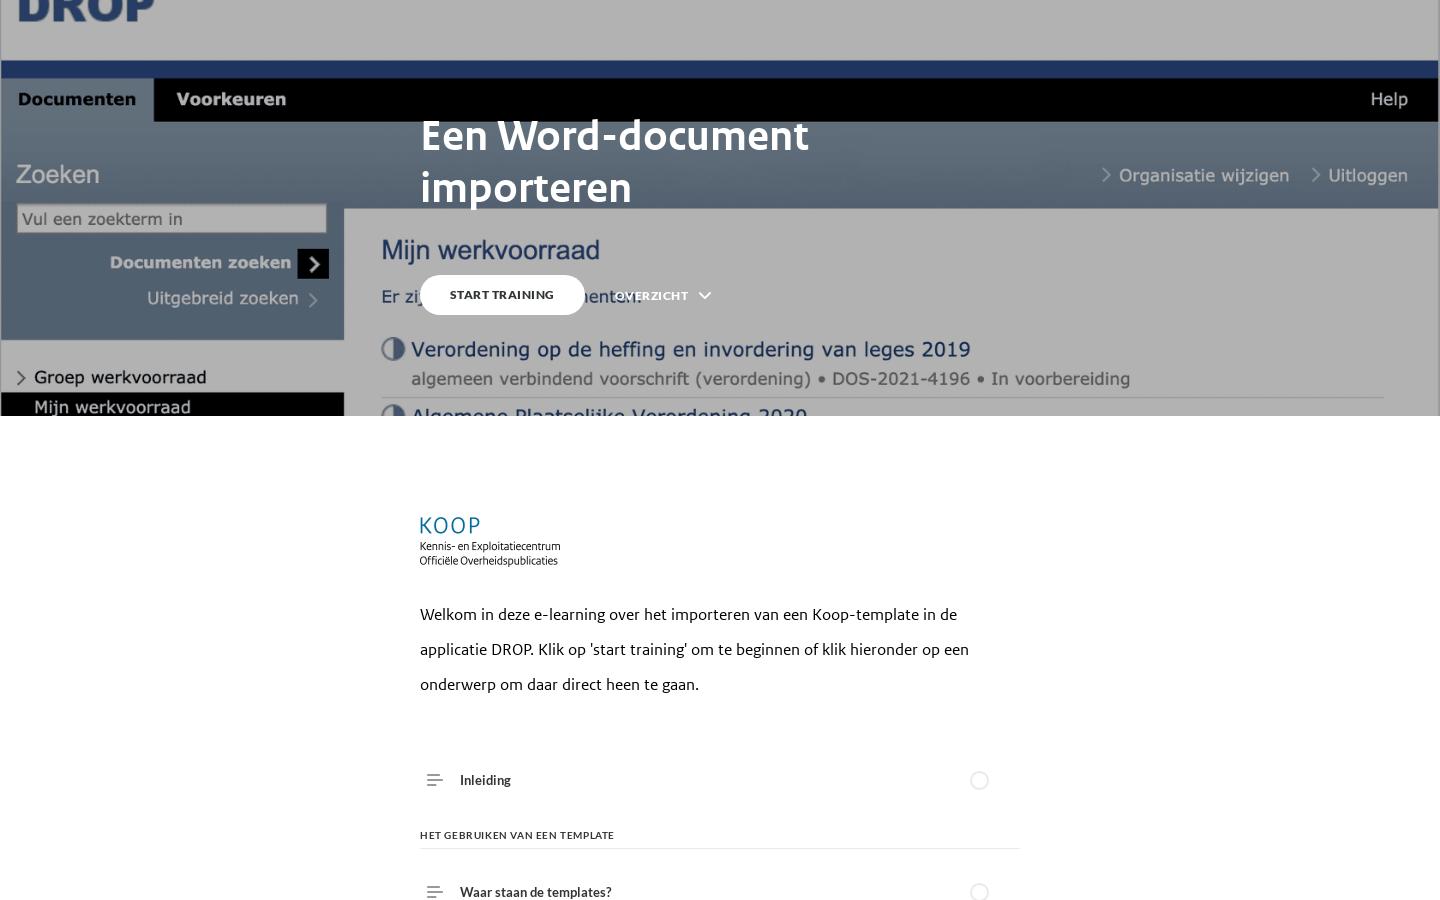 DROP
Documenten
Voorkeuren
Help
Een Word-document
importeren
Zoeken
Organisatie wijzigen
Uitloggen
Vul een zoekterm in
Mijn werkvoorraad
Documenten zoeken
Uitgebreid zoeken
START TRAINING
OVERZICHT
Verordening op de heffing en invordering van leges 2019
algemeen verbindend voorschrift (verordening) • DOS-2021-4196 • In voorbereiding
Groep werkvoorraad
Mijn werkvoorraad
Algemene Plaatselijke Verordening 2020
KOOP
Kennis- en Exploitatiecentrum
Officiële Overheidspublicaties
Welkom in deze e-learning over het importeren van een Koop-template in de
applicatie DROP. Klik op 'start training' om te beginnen of klik hieronder op een
onderwerp om daar direct heen te gaan.
Inleiding
HET GEBRUIKEN VAN EEN TEMPLATE
Waar staan de templates?